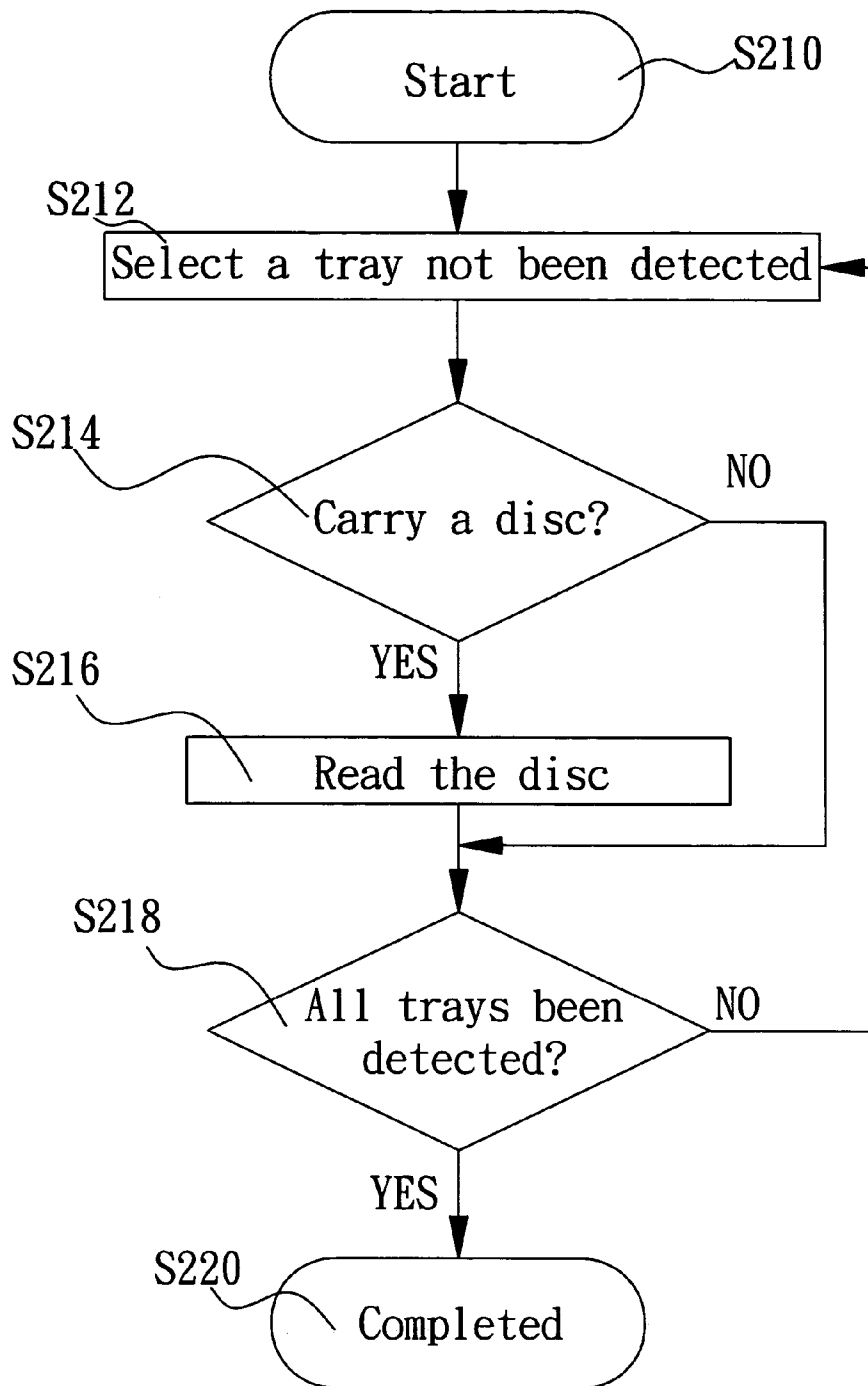 S210
Start
S212
Select a tray not been detected
S214
NO
Carry a disc?
YES
S216
Read the disc
S218
All trays been
detected?
NO
YES
S220
Completed